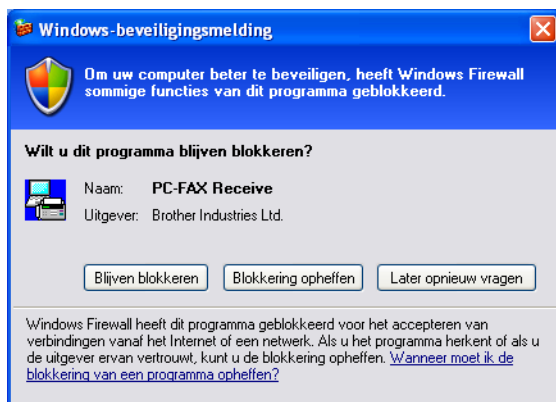 Windows-beveiligingsmelding
Om uw computer beter te beveiligen, heeft Windows Firewall
sommige functies van dit programma geblokkeerd.
Wilt u dit programma blijven blokkeren?
Naam: PC-FAX Receive
Uitgever: Brother Industries Ltd.
Blijven blokkeren Blokkering opheffen Later opnieuw vragen
Windows Firewall heeft dit programma geblokkeerd voor het accepteren van
verbindingen vanaf het Internet of een netwerk. Als u het programma herkent of als u
de uitgever ervan vertrouwt, kunt u de blokkering opheffen. Wanneer moet ik de
blokkering van een programma opheffen?